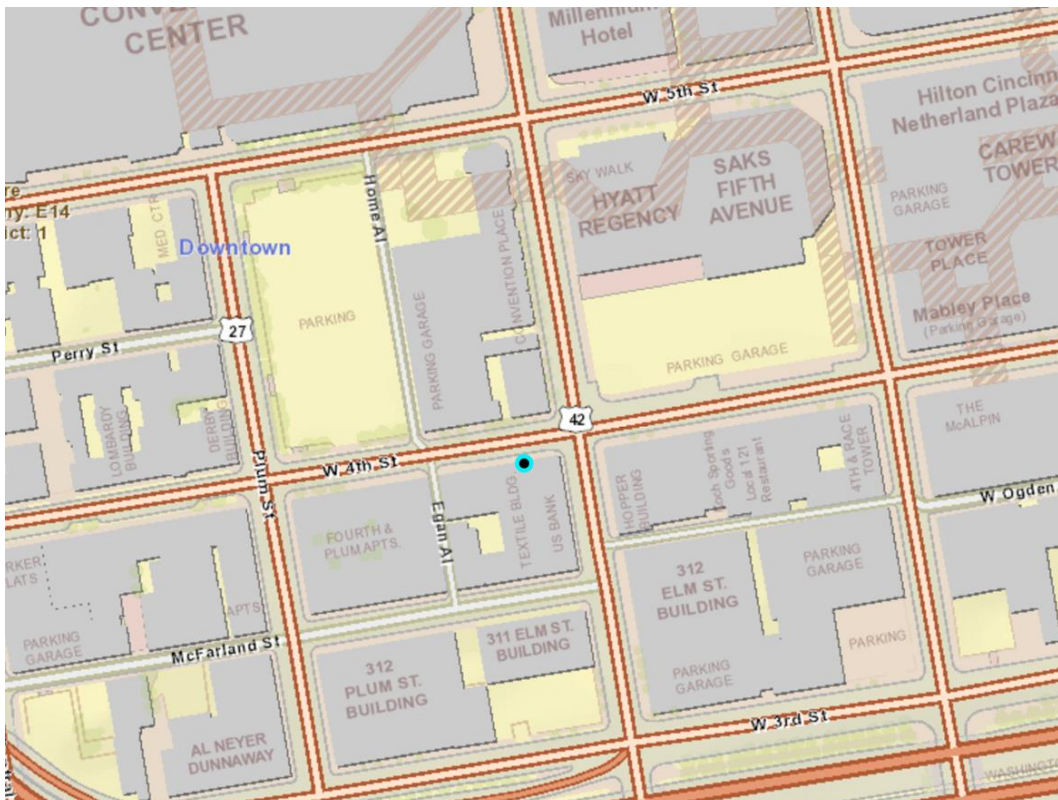 CENTER
Millennium
Hotel
W 5th St
Hilton Cincinn
Netherland Plaza
CAREW
TOWER
PARKING
GARAGE
SKY WALK
HYATT
REGENCY
SAKS
FIFTH
AVENUE
TOWER
PLACE
Mabley Place
(Parking Garage)
Home Al
MED CTR
E14
1
Downtown
27
PARKING
PARKING GARAGE
CONVENTION PLACE
PARKING GARAGE
Perry St
42
LOMBARDY
BUILDING
DERBY
BUILDING
Plum St
W 4th St
THE
McALPIN
HOPPER
BUILDING
Koch Sporting
Goods
Local 121
Restaurant
4TH & RACE
TOWER
W Ogden
Egan Al
FOURTH &
PLUM APTS.
TEXTILE BLDG.
US BANK
312
ELM ST.
BUILDING
PARKING
GARAGE
APTS
PARKING
GARAGE
McFarland St
311 ELM ST.
BUILDING
312
PLUM ST.
BUILDING
PARKING
GARAGE
PARKING
W 3rd St
AL NEYER
DUNNAWAY